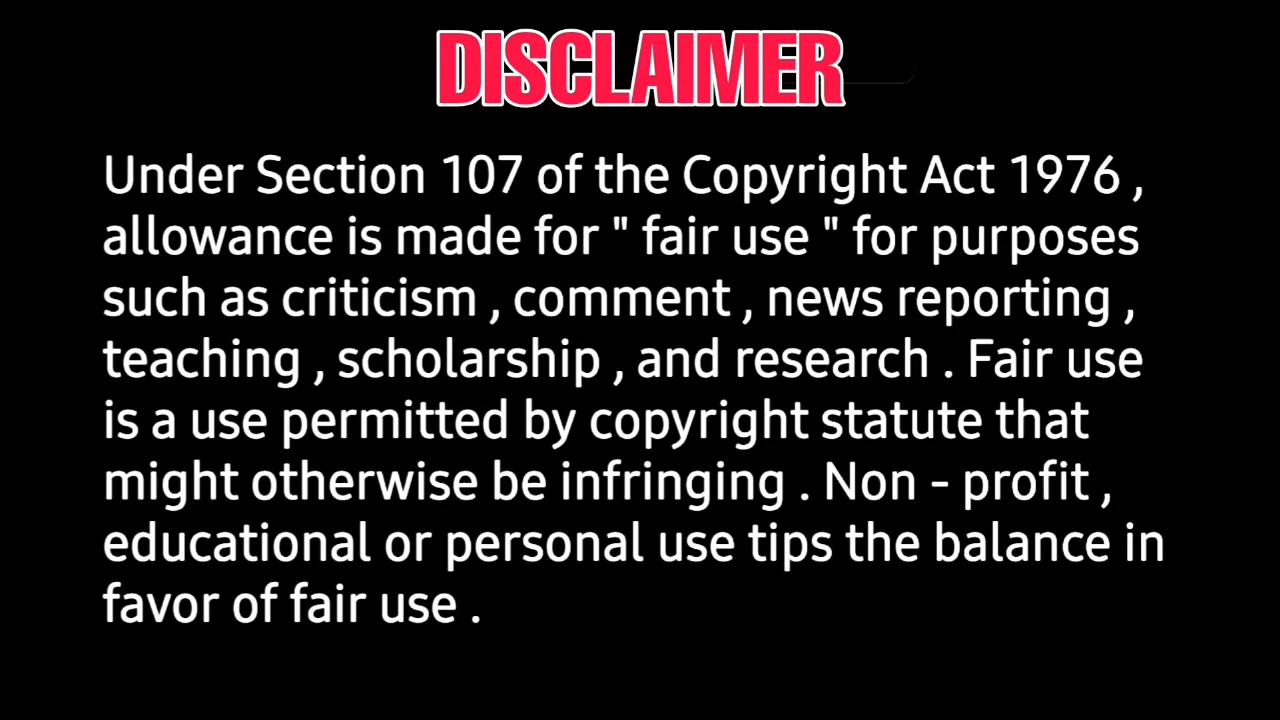 DISCLAIMER
Under Section 107 of the Copyright Act 1976 ,
allowance is made for " fair use " for purposes
such as criticism , comment , news reporting ,
teaching , scholarship , and research . Fair use
is a use permitted by copyright statute that
might otherwise be infringing . Non - profit ,
educational or personal use tips the balance in
favor of fair use .